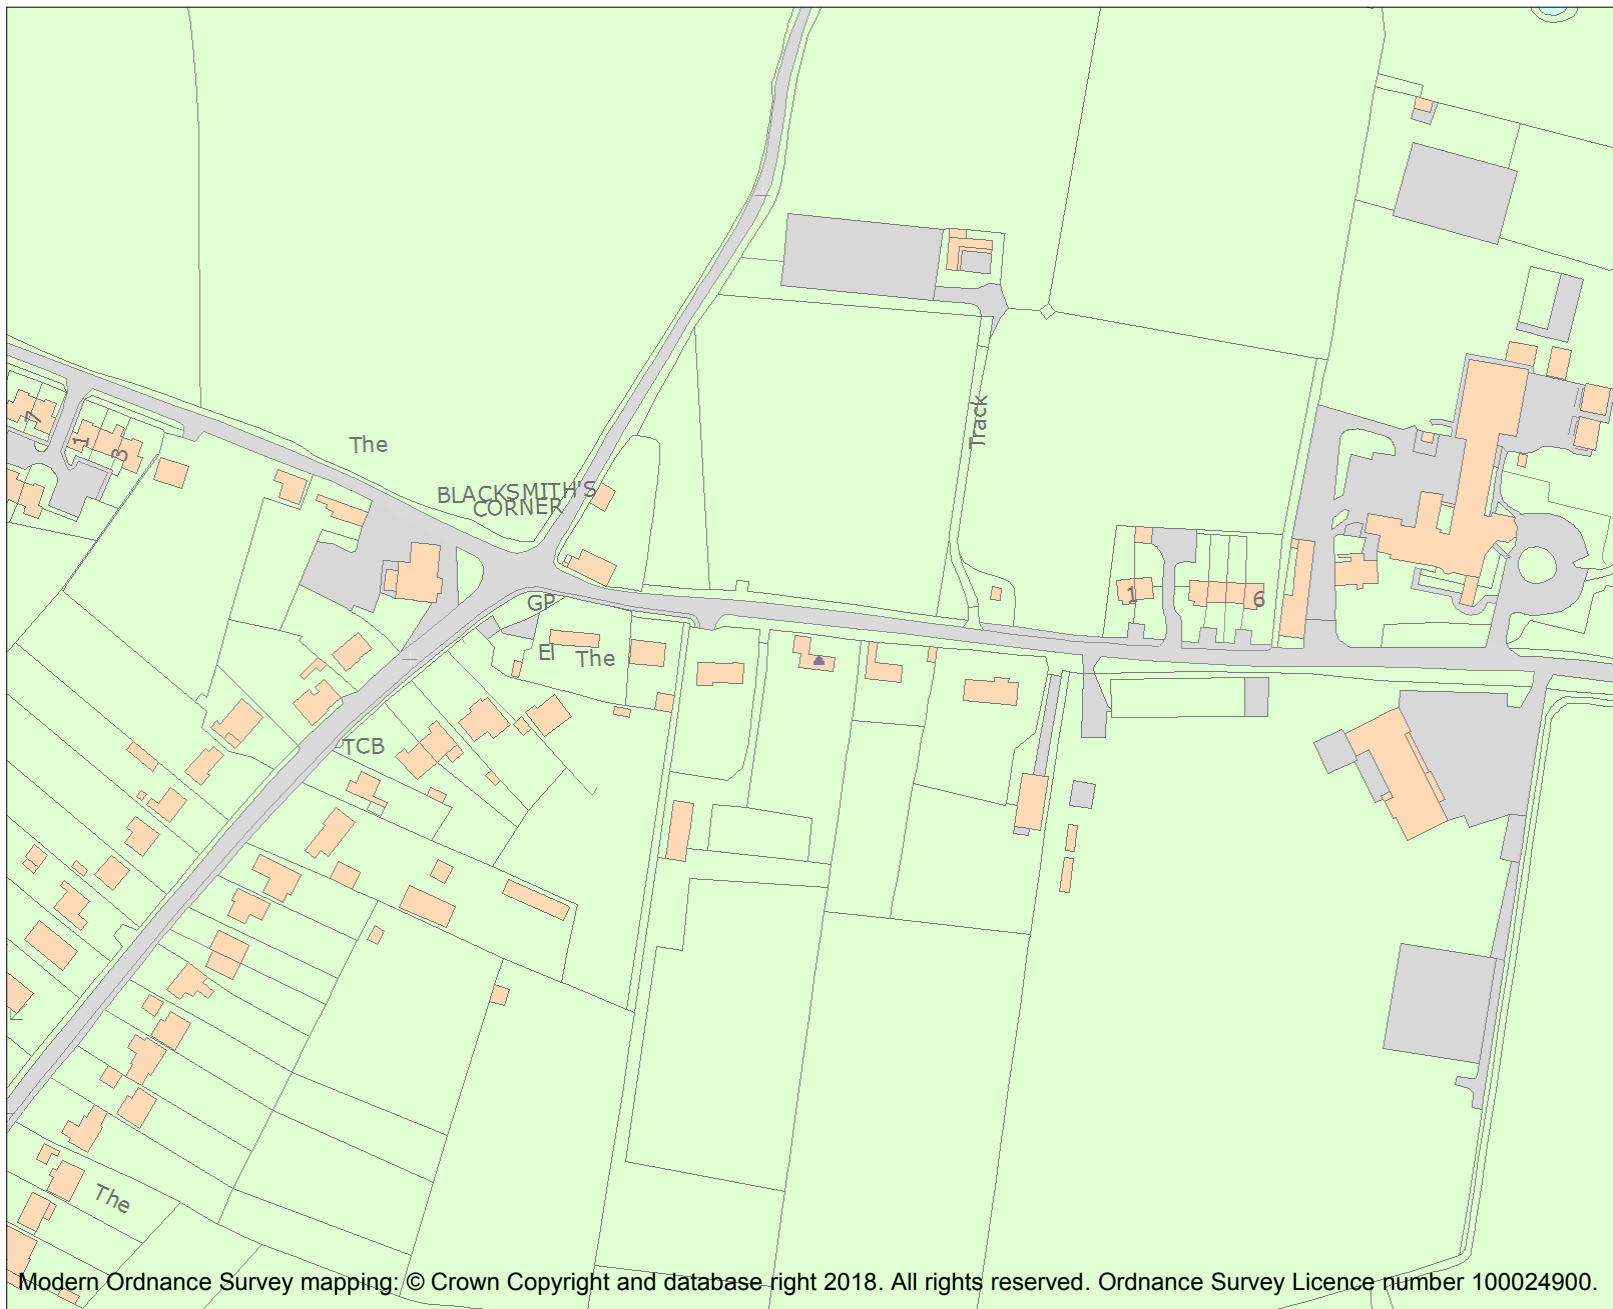 Track
7
1
3
The
BLACKSMITH'S
CORNER
1
6
GP
El
The
TCB
The
Modern Ordnance Survey mapping: © Crown Copyright and database right 2018. All rights reserved. Ordnance Survey Licence number 100024900.